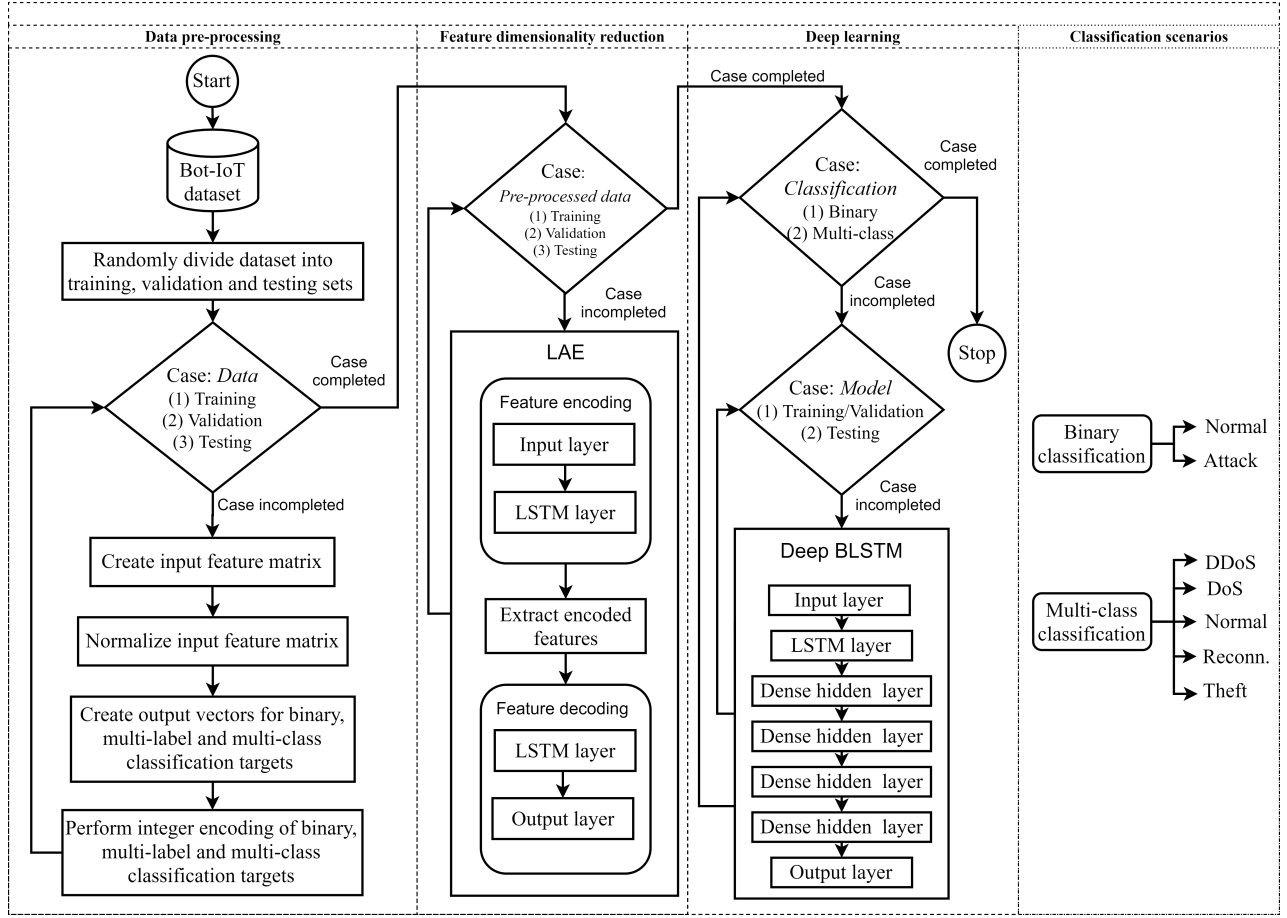 Data pre-processing
Feature dimensionality reduction
Deep learning
Classification scenarios
Start
Bot-IoT
dataset
Randomly divide dataset into
training, validation and testing sets
Case: Data
(1) Training
(2) Validation
(3) Testing
Case
completed
Case incompleted
Create input feature matrix
Normalize input feature matrix
Create output vectors for binary,
multi-label and multi-class
classification targets
Perform integer encoding of binary,
multi-label and multi-class
classification targets
Case:
Pre-processed data
(1) Training
(2) Validation
(3) Testing
Case completed
Case
incompleted
LAE
Feature encoding
Input layer
LSTM layer
Extract encoded
features
Feature decoding
LSTM layer
Output layer
Case:
Classification
(1) Binary
(2) Multi-class
Case
completed
Case
incompleted
Stop
Case: Model
(1) Training/Validation
(2) Testing
Case
incompleted
Deep BLSTM
Input layer
LSTM layer
Dense hidden layer
Dense hidden layer
Dense hidden layer
Dense hidden layer
Output layer
Binary
classification
Normal
Attack
Multi-class
classification
DDoS
DoS
Normal
Reconn.
Theft